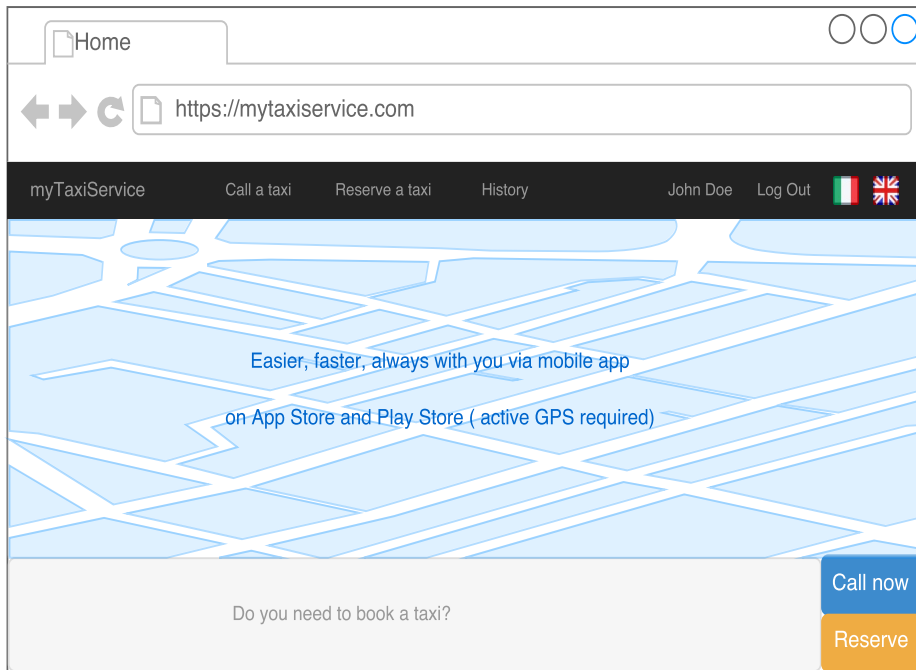 Home
https://mytaxiservice.com
myTaxiService Call a taxi Reserve a taxi History John Doe Log Out
Easier, faster, always with you via mobile app
on App Store and Play Store ( active GPS required)
Call now
Do you need to book a taxi?
Reserve